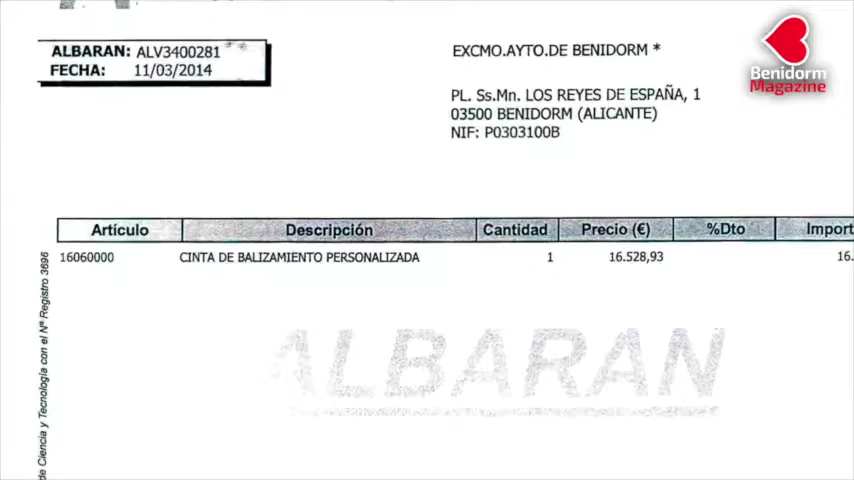 ALBARAN: ALV3400281
FECHA: 11/03/2014
EXCMO.AYTO.DE BENIDORM *
PL. Ss.Mn. LOS REYES DE ESPAÑA, 1
03500 BENIDORM (ALICANTE)
NIF: P0303100B
Benidorm
Magazine
Artículo Descripción Cantidad Precio (€) %Dto Import
16060000 CINTA DE BALIZAMIENTO PERSONALIZADA 1 16.528,93 16.
ALBARAN
de Ciencia y Tecnología con el Nº Registro 3696